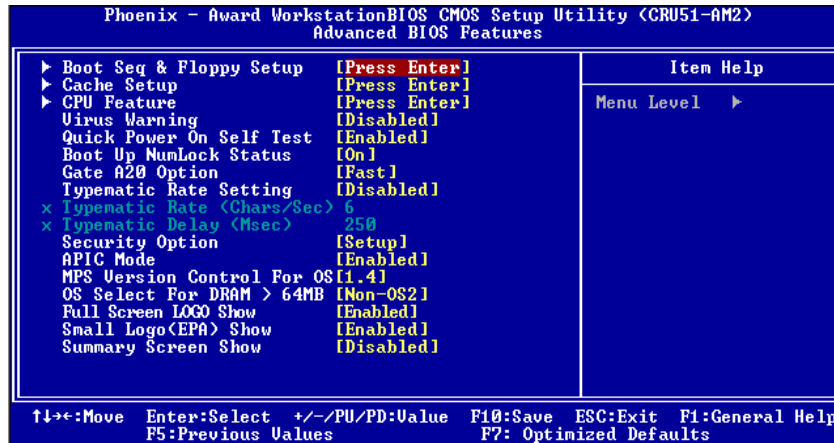 Phoenix - Award WorkstationBIOS CMOS Setup Utility (CRU51-AM2)
Advanced BIOS Features
▶ Boot Seq & Floppy Setup [Press Enter]
▶ Cache Setup [Press Enter]
▶ CPU Feature [Press Enter]
Virus Warning [Disabled]
Quick Power On Self Test [Enabled]
Boot Up NumLock Status [On]
Gate A20 Option [Fast]
Typematic Rate Setting [Disabled]
x Typematic Rate (Chars/Sec) 6
x Typematic Delay (Msec) 250
Security Option [Setup]
APIC Mode [Enabled]
MPS Version Control For OS[1.4]
OS Select For DRAM > 64MB [Non-OS2]
Full Screen LOGO Show [Enabled]
Small Logo(EPA) Show [Enabled]
Summary Screen Show [Disabled]
Item Help
Menu Level ▶
↑↓→←:Move Enter:Select +/-/PU/PD:Value F10:Save ESC:Exit F1:General Help
F5:Previous Values F7: Optimized Defaults